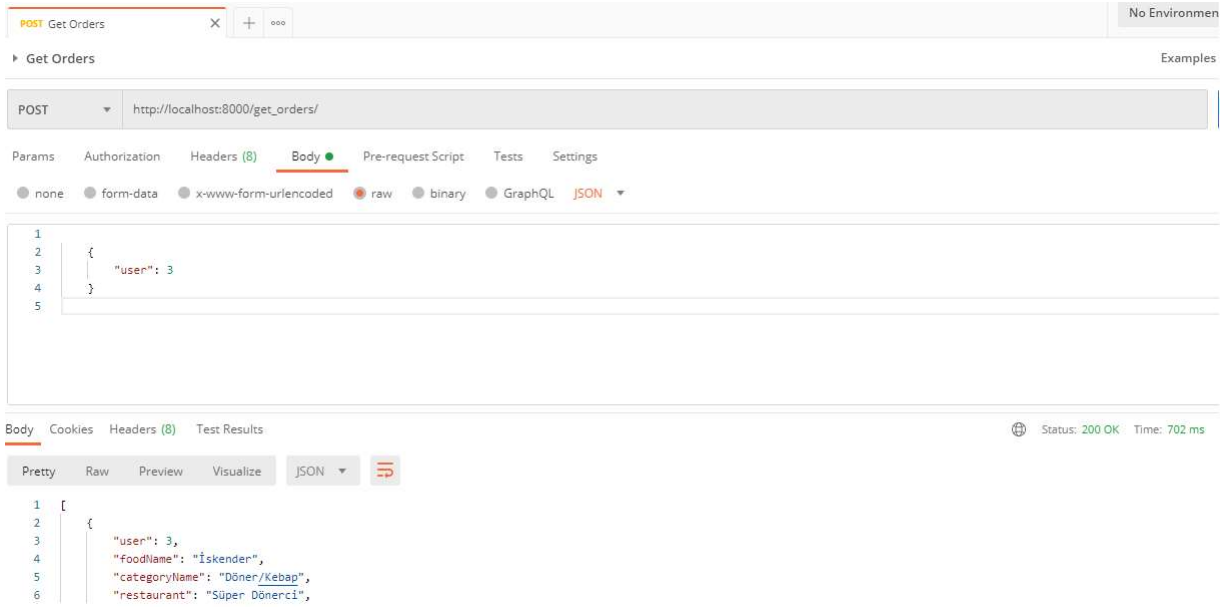 POST Get Orders × + ooo No Environmen
Get Orders Examples
POST http://localhost:8000/get_orders/
Params Authorization Headers (8) Body Pre-request Script Tests Settings
none form-data x-www-form-urlencoded raw binary GraphQL JSON
1
2 {
3 "user": 3
4 }
5
Body Cookies Headers (8) Test Results Status: 200 OK Time: 702 ms
Pretty Raw Preview Visualize JSON
1 [
2 {
3 "user": 3,
4 "foodName": "İskender",
5 "categoryName": "Döner/Kebap",
6 "restaurant": "Süper Dönerci",